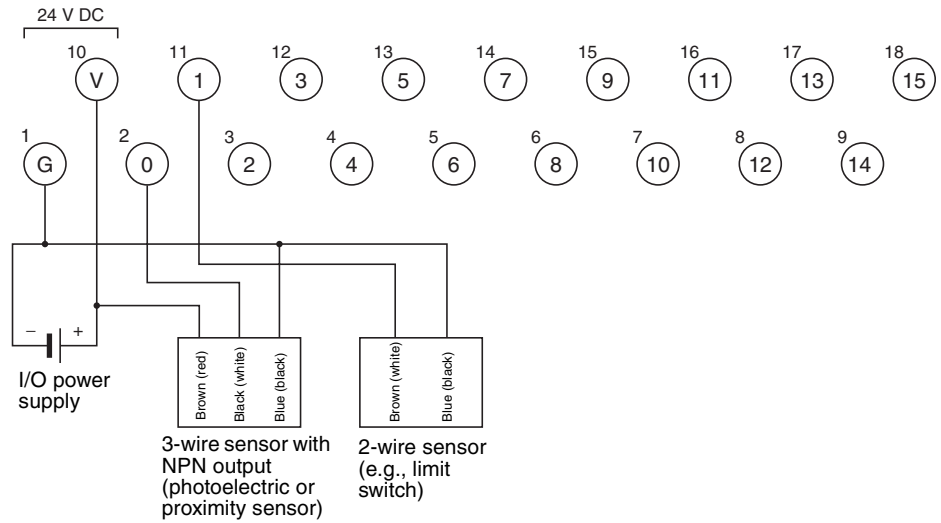 24 V DC
10 11 12 13 14 15 16 17 18
V 1 3 5 7 9 11 13 15
1 2 3 4 5 6 7 8 9
G 0 2 4 6 8 10 12 14
− +
I/O power
supply
Brown (red)
Black (white)
Blue (black)
3-wire sensor with
NPN output
(photoelectric or
proximity sensor)
Brown (white)
Blue (black)
2-wire sensor
(e.g., limit
switch)